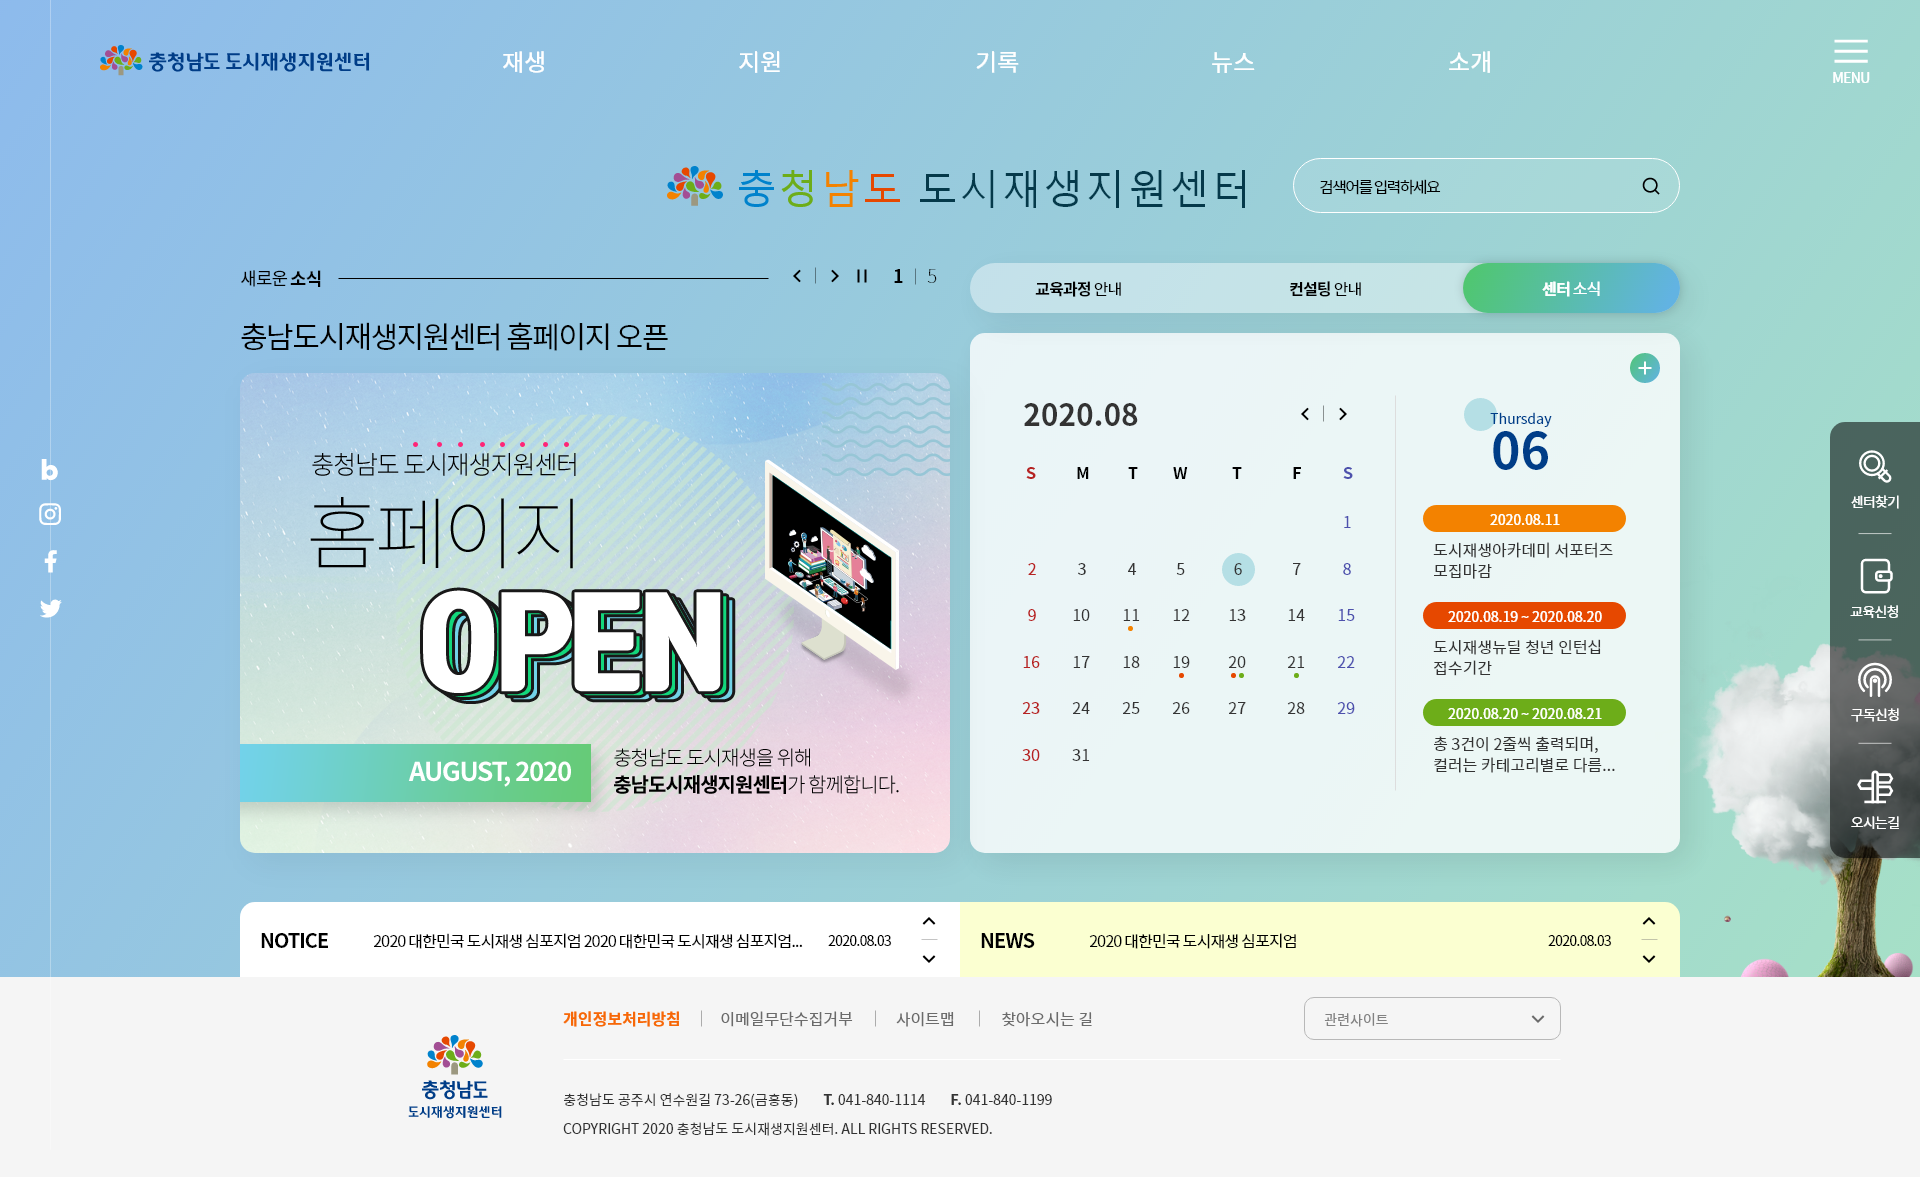 충청남도 도시재생지원센터
재생
지원
기록
뉴스
소개
MENU
충청남도 도시재생지원센터
검색어를 입력하세요
새로운 소식
1 | 5
충남도시재생지원센터 홈페이지 오픈
충청남도 도시재생지원센터
홈페이지
OPEN
AUGUST, 2020
충청남도 도시재생을 위해
충남도시재생지원센터가 함께합니다.
교육과정 안내
컨설팅 안내
센터 소식
2020.08
S M T W T F S
1
2 3 4 5 6 7 8
9 10 11 12 13 14 15
16 17 18 19 20 21 22
23 24 25 26 27 28 29
30 31
Thursday
06
2020.08.11
도시재생아카데미 서포터즈
모집마감
2020.08.19 ~ 2020.08.20
도시재생뉴딜 청년 인턴십
접수기간
2020.08.20 ~ 2020.08.21
총 3건이 2줄씩 출력되며,
컬러는 카테고리별로 다름...
센터찾기
교육신청
구독신청
오시는길
NOTICE
2020 대한민국 도시재생 심포지엄 2020 대한민국 도시재생 심포지엄...
2020.08.03
NEWS
2020 대한민국 도시재생 심포지엄
2020.08.03
개인정보처리방침 | 이메일무단수집거부 | 사이트맵 | 찾아오시는 길
관련사이트
충청남도
도시재생지원센터
충청남도 공주시 연수원길 73-26(금흥동) T. 041-840-1114 F. 041-840-1199
COPYRIGHT 2020 충청남도 도시재생지원센터. ALL RIGHTS RESERVED.